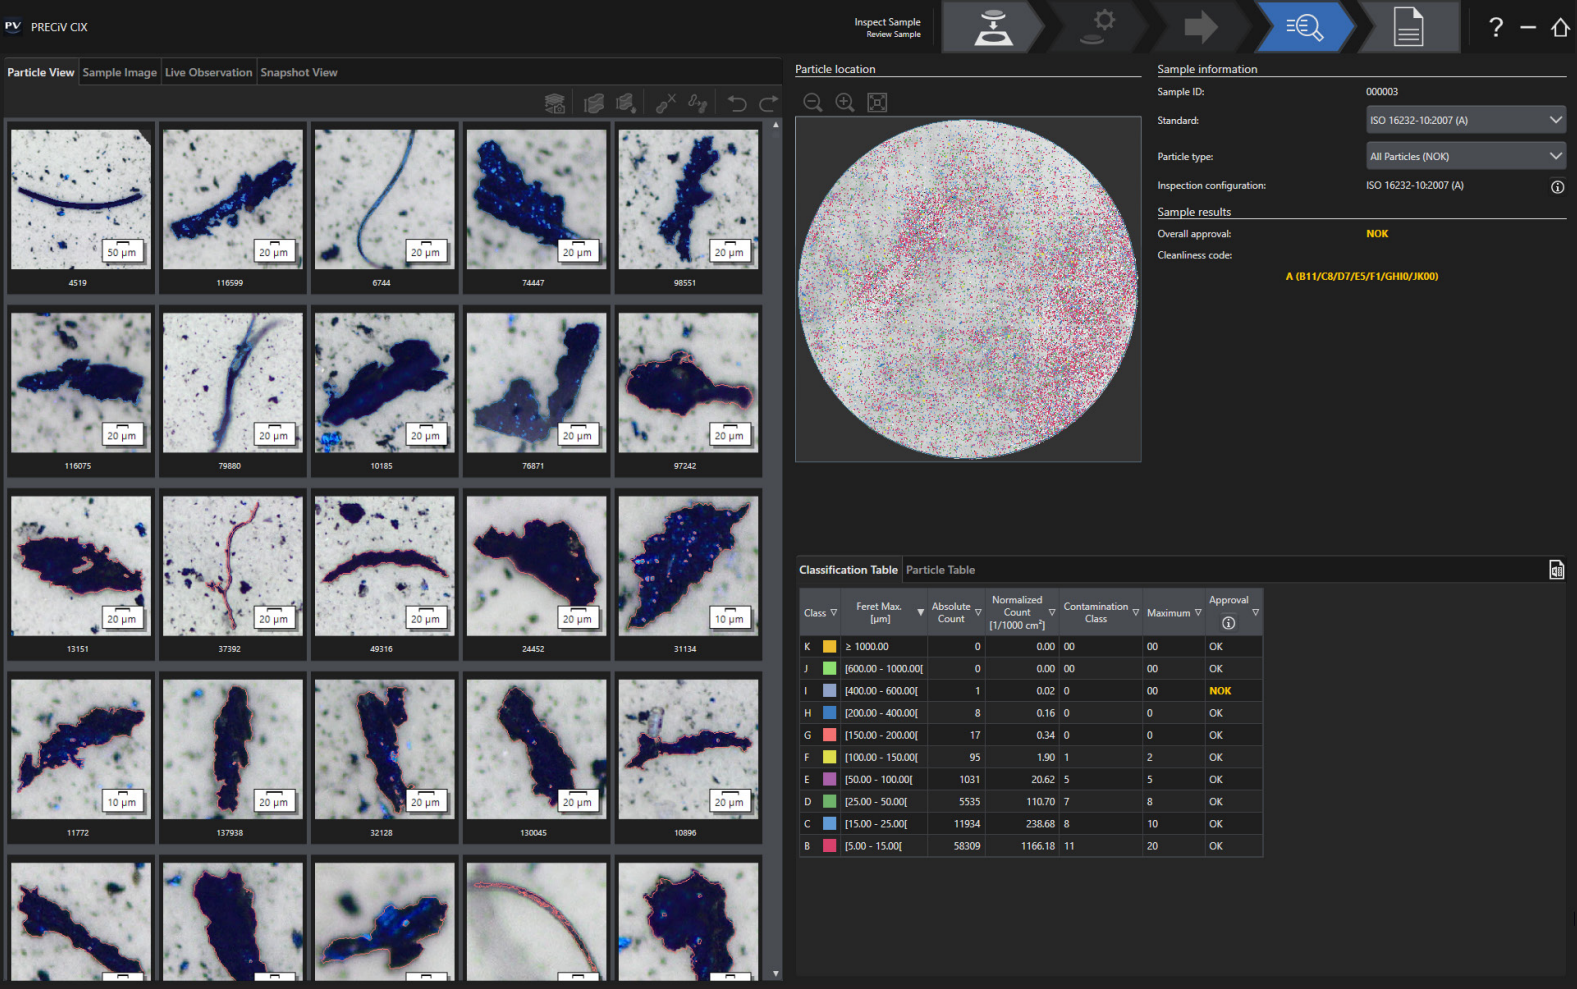 PV PRECiV CIX
Inspect Sample
Review Sample
?
Particle View Sample Image Live Observation Snapshot View
50 µm 20 µm 20 µm 20 µm 20 µm
4519 116599 6744 74447 98551
20 µm 20 µm 20 µm 20 µm 20 µm
116075 79880 10185 76871 97242
20 µm 20 µm 20 µm 20 µm 10 µm
13151 37392 49316 24452 31134
10 µm 20 µm 20 µm 20 µm 20 µm
11772 137938 32128 130045 10896
Particle location
Sample information
Sample ID: 000003
Standard: ISO 16232-10:2007 (A)
Particle type: All Particles (NOK)
Inspection configuration: ISO 16232-10:2007 (A)
Sample results
Overall approval: NOK
Cleanliness code:
A (B11/C8/D7/E5/F1/GHI0/JK00)
Classification Table Particle Table
Class Feret Max. [µm] Absolute Count Normalized Count [1/1000 cm²] Contamination Class Maximum Approval
K ≥ 1000.00 0 0.00 00 00 OK
J [600.00 - 1000.00[ 0 0.00 00 00 OK
I [400.00 - 600.00[ 1 0.02 0 00 NOK
H [200.00 - 400.00[ 8 0.16 0 0 OK
G [150.00 - 200.00[ 17 0.34 0 0 OK
F [100.00 - 150.00[ 95 1.90 1 2 OK
E [50.00 - 100.00[ 1031 20.62 5 5 OK
D [25.00 - 50.00[ 5535 110.70 7 8 OK
C [15.00 - 25.00[ 11934 238.68 8 10 OK
B [5.00 - 15.00[ 58309 1166.18 11 20 OK